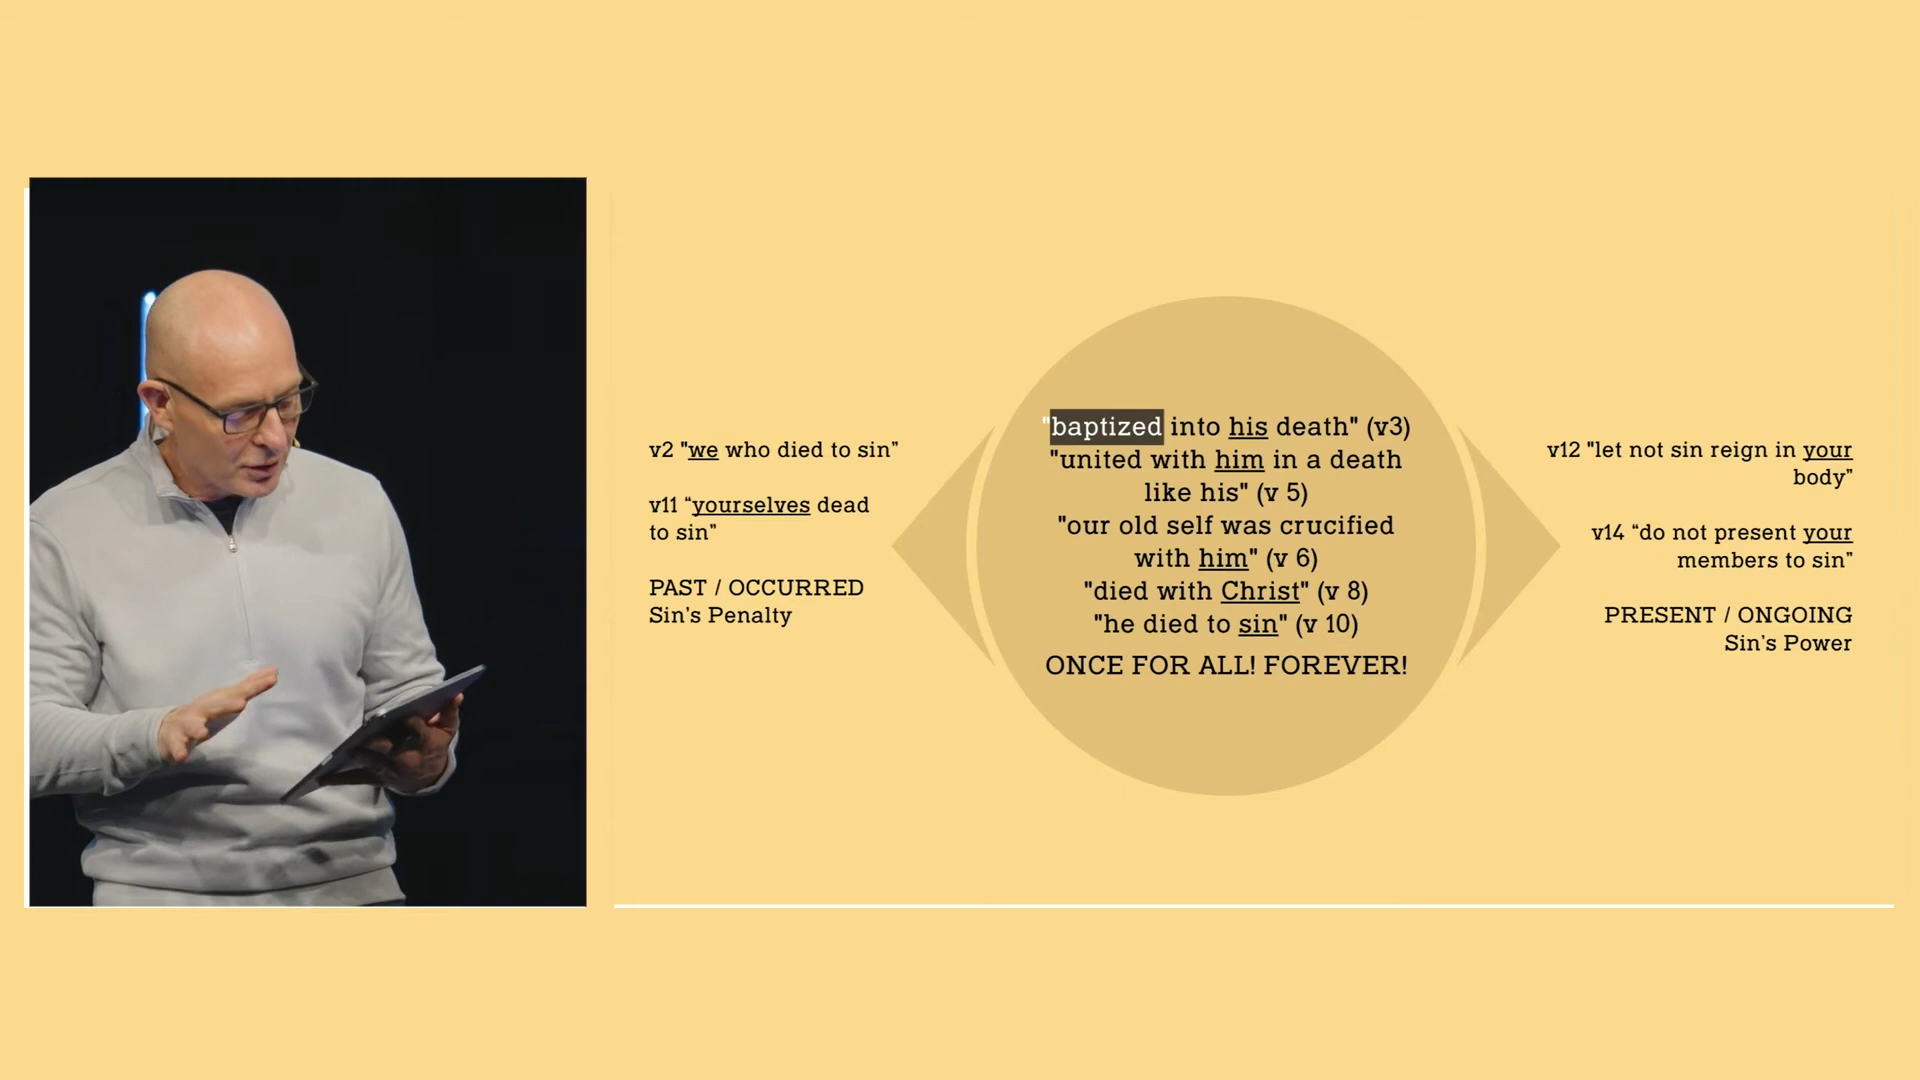 v2 "we who died to sin”
v11 “yourselves dead
to sin”
PAST / OCCURRED
Sin’s Penalty
"baptized into his death" (v3)
"united with him in a death
like his" (v 5)
"our old self was crucified
with him" (v 6)
"died with Christ" (v 8)
"he died to sin" (v 10)
ONCE FOR ALL! FOREVER!
v12 "let not sin reign in your
body”
v14 “do not present your
members to sin”
PRESENT / ONGOING
Sin’s Power